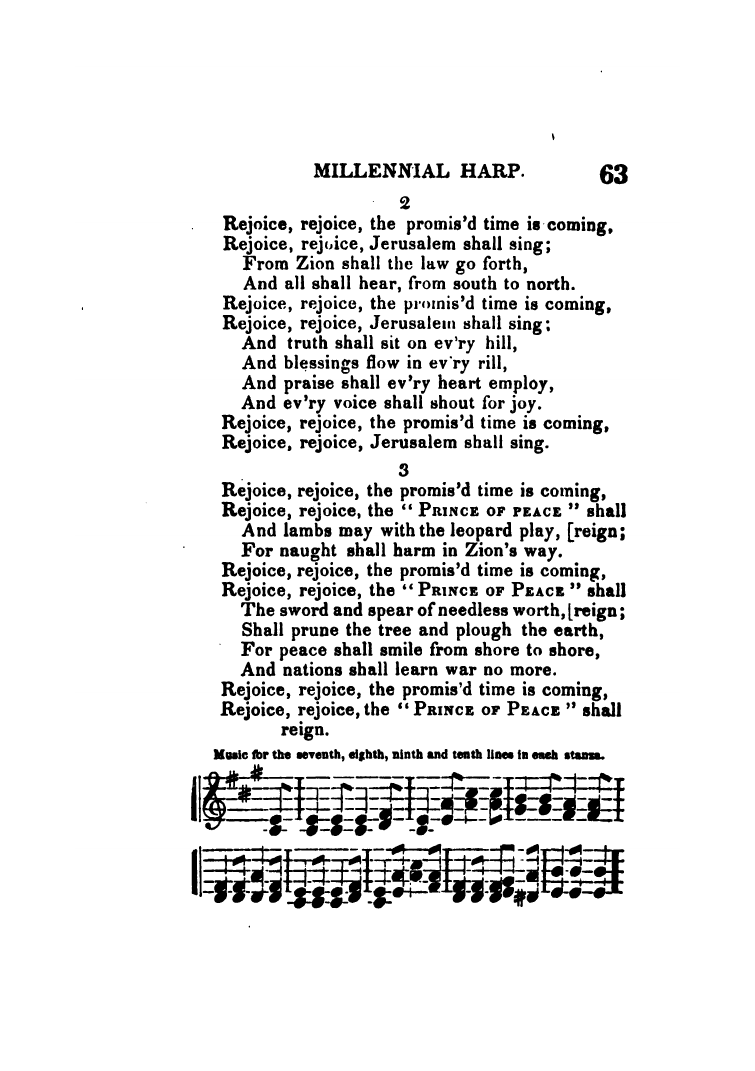 MILLENNIAL HARP. 63
2
Rejoice, rejoice, the promis'd time is coming,
Rejoice, rejoice, Jerusalem shall sing;
From Zion shall the law go forth,
And all shall hear, from south to north.
Rejoice, rejoice, the promis'd time is coming,
Rejoice, rejoice, Jerusalem shall sing;
And truth shall sit on ev'ry hill,
And blessings flow in ev'ry rill,
And praise shall ev'ry heart employ,
And ev'ry voice shall shout for joy.
Rejoice, rejoice, the promis'd time is coming,
Rejoice, rejoice, Jerusalem shall sing.
3
Rejoice, rejoice, the promis'd time is coming,
Rejoice, rejoice, the "PRINCE OF PEACE" shall
And lambs may with the leopard play, [reign;
For naught shall harm in Zion's way.
Rejoice, rejoice, the promis'd time is coming,
Rejoice, rejoice, the "PRINCE OF PEACE" shall
The sword and spear of needless worth, [reign;
Shall prune the tree and plough the earth,
For peace shall smile from shore to shore,
And nations shall learn war no more.
Rejoice, rejoice, the promis'd time is coming,
Rejoice, rejoice, the "PRINCE OF PEACE" shall
reign.
Music for the seventh, eighth, ninth and tenth lines in each stanza.